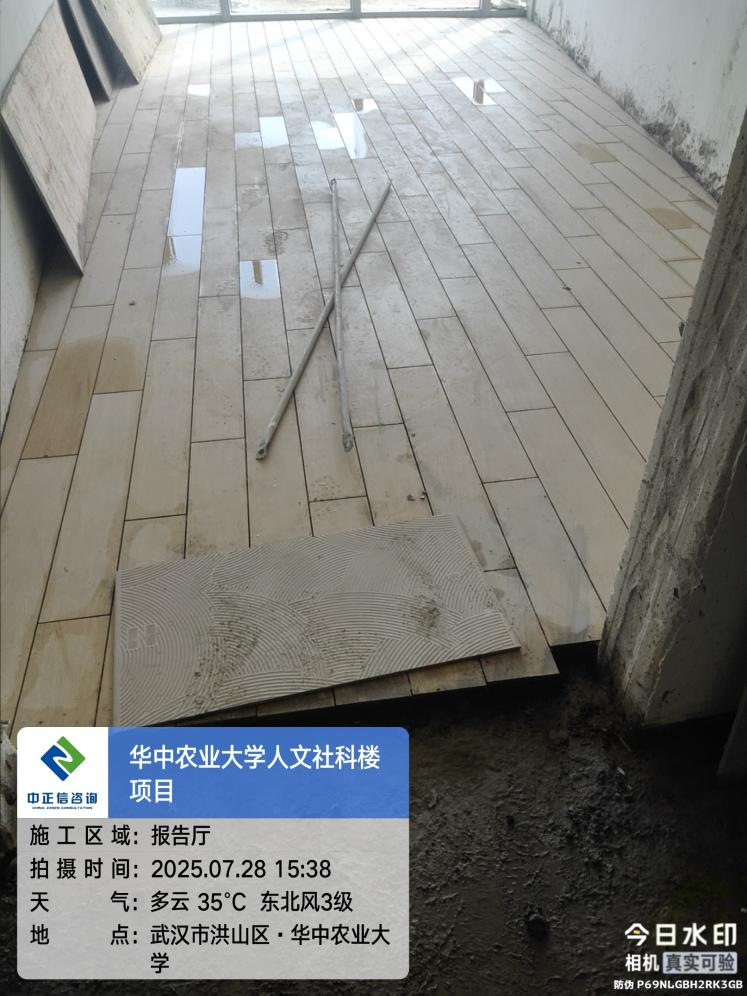 中正信咨询
CHINA ZENXIN CONSULTATION
华中农业大学人文社科楼
项目
施工区域：报告厅
拍摄时间：2025.07.28 15:38
天气：多云 35℃ 东北风3级
地点：武汉市洪山区·华中农业大
学
今日水印
相机 真实可验
防伪 P69NLGBH2RK3GB